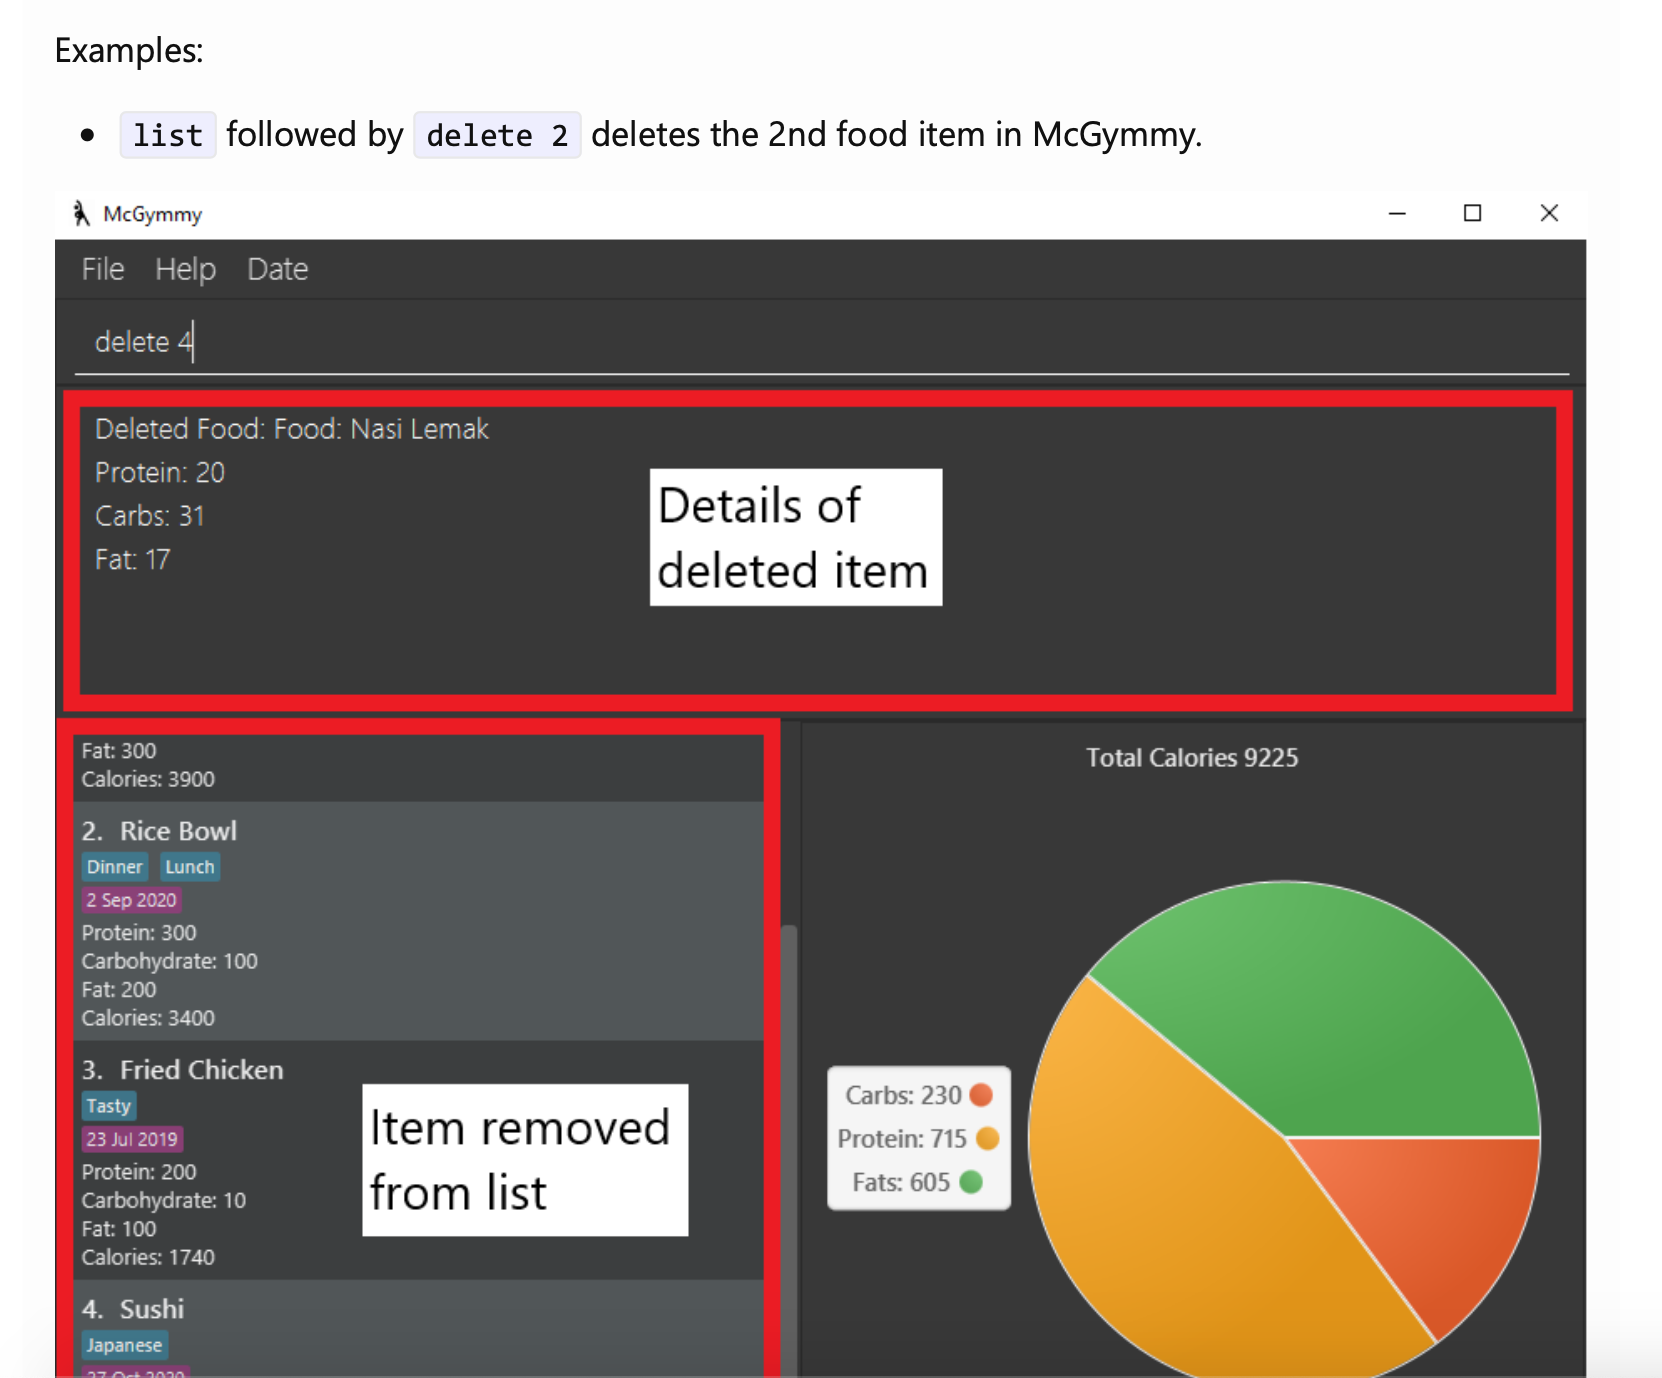 Examples:
list followed by delete 2 deletes the 2nd food item in McGymmy.
McGymmy
File Help Date
delete 4
Deleted Food: Food: Nasi Lemak
Protein: 20
Carbs: 31
Fat: 17
Details of
deleted item
Fat: 300
Calories: 3900
2. Rice Bowl
Dinner Lunch
2 Sep 2020
Protein: 300
Carbohydrate: 100
Fat: 200
Calories: 3400
3. Fried Chicken
Tasty
23 Jul 2019
Protein: 200
Carbohydrate: 10
Fat: 100
Calories: 1740
Item removed
from list
4. Sushi
Japanese
27 Oct 2020
Total Calories 9225
Carbs: 230
Protein: 715
Fats: 605